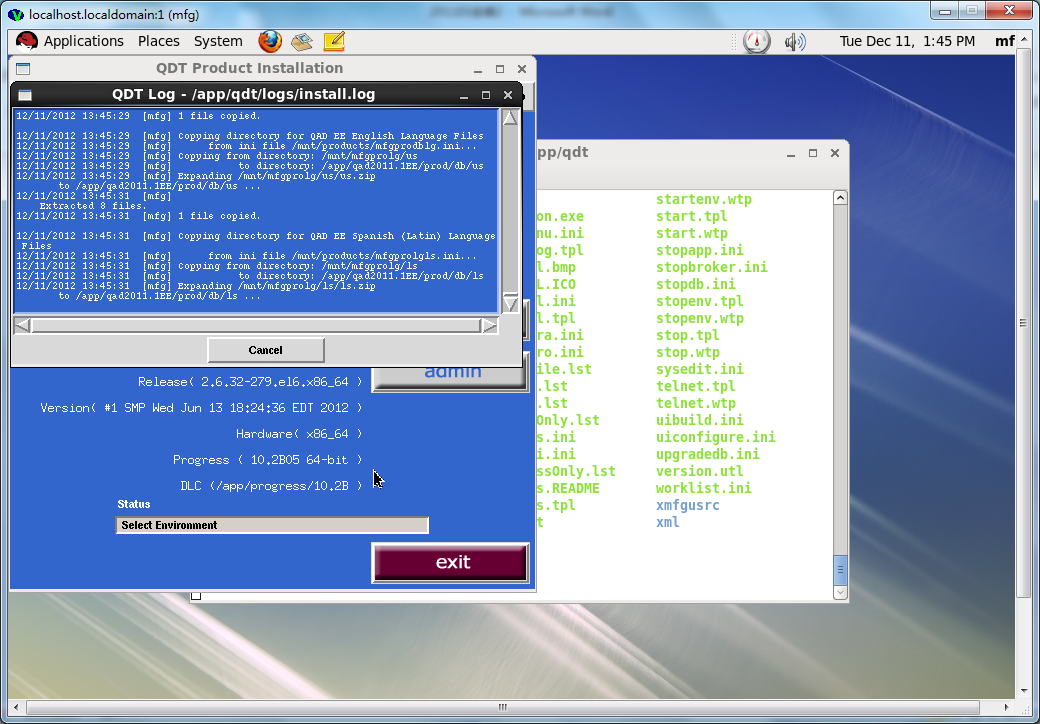 localhost.localdomain:1 (mfg)
Applications Places System Tue Dec 11, 1:45 PM mf
QDT Product Installation
QDT Log - /app/qdt/logs/install.log
12/11/2012 13:45:29 [mfg] 1 file copied.
12/11/2012 13:45:29 [mfg] Copying directory for QAD EE English Language Files
12/11/2012 13:45:29 [mfg] from ini file /mnt/products/mfgprodblg.ini...
12/11/2012 13:45:29 [mfg] Copying from directory: /mnt/mfgprolg/us
12/11/2012 13:45:29 [mfg] to directory: /app/qad2011.1EE/prod/db/us
12/11/2012 13:45:29 [mfg] Expanding /mnt/mfgprolg/us/us.zip
to /app/qad2011.1EE/prod/db/us ...
12/11/2012 13:45:31 [mfg]
Extracted 8 files.
12/11/2012 13:45:31 [mfg] 1 file copied.
12/11/2012 13:45:31 [mfg] Copying directory for QAD EE Spanish (Latin) Language
Files
12/11/2012 13:45:31 [mfg] from ini file /mnt/products/mfgprolgls.ini...
12/11/2012 13:45:31 [mfg] Copying from directory: /mnt/mfgprolg/ls
12/11/2012 13:45:31 [mfg] to directory: /app/qad2011.1EE/prod/db/ls
12/11/2012 13:45:31 [mfg] Expanding /mnt/mfgprolg/ls/ls.zip
to /app/qad2011.1EE/prod/db/ls ...
Cancel
admin
Release( 2.6.32-279.el6.x86_64 )
Version( #1 SMP Wed Jun 13 18:24:36 EDT 2012 )
Hardware( x86_64 )
Progress ( 10.2B05 64-bit )
DLC (/app/progress/10.2B )
Status
Select Environment
exit
pp/qdt
startenv.wtp
on.exe start.tpl
nu.ini start.wtp
og.tpl stopapp.ini
l.bmp stopbroker.ini
L.ICO stopdb.ini
l.ini stopenv.tpl
l.tpl stopenv.wtp
ra.ini stop.tpl
ro.ini stop.wtp
ile.lst sysedit.ini
.lst telnet.tpl
.lst telnet.wtp
Only.lst uibuild.ini
s.ini uiconfigure.ini
i.ini upgradedb.ini
ssOnly.lst version.utl
s.README worklist.ini
s.tpl xmfgusrc
t xml